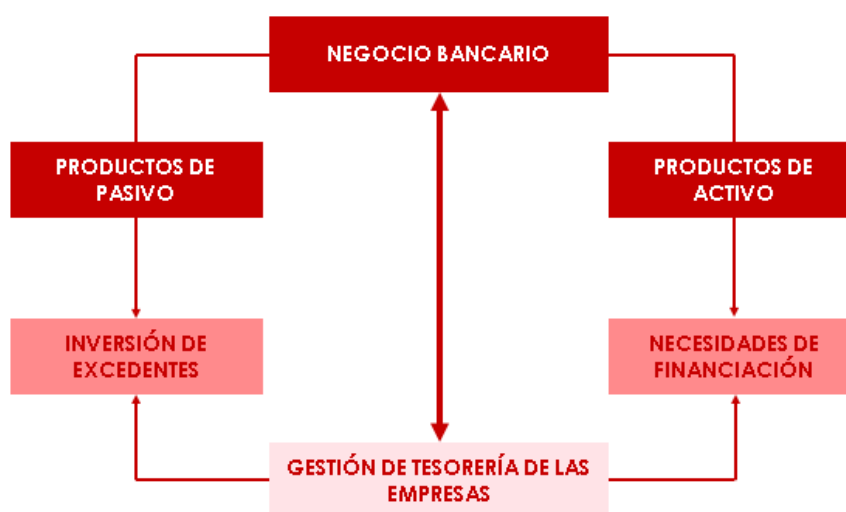 NEGOCIO BANCARIO
PRODUCTOS DE
PASIVO
PRODUCTOS DE
ACTIVO
INVERSIÓN DE
EXCEDENTES
NECESIDADES DE
FINANCIACIÓN
GESTIÓN DE TESORERÍA DE LAS
EMPRESAS